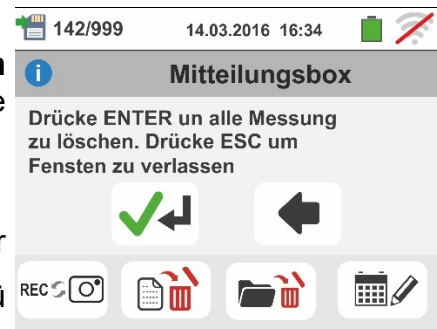 142/999 14.03.2016 16:34
i Mitteilungsbox
Drücke ENTER un alle Messung
zu löschen. Drücke ESC um
Fensten zu verlassen
REC